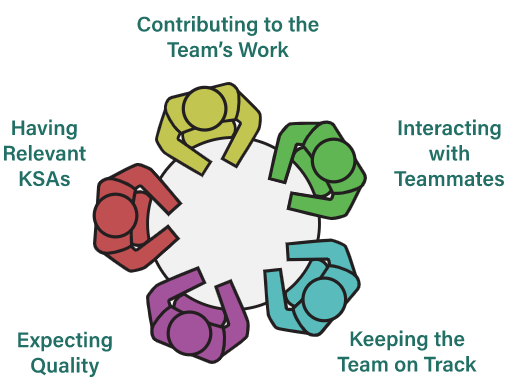 Contributing to the
Team's Work
Having
Relevant
KSAs
Interacting
with
Teammates
Expecting
Quality
Keeping the
Team on Track